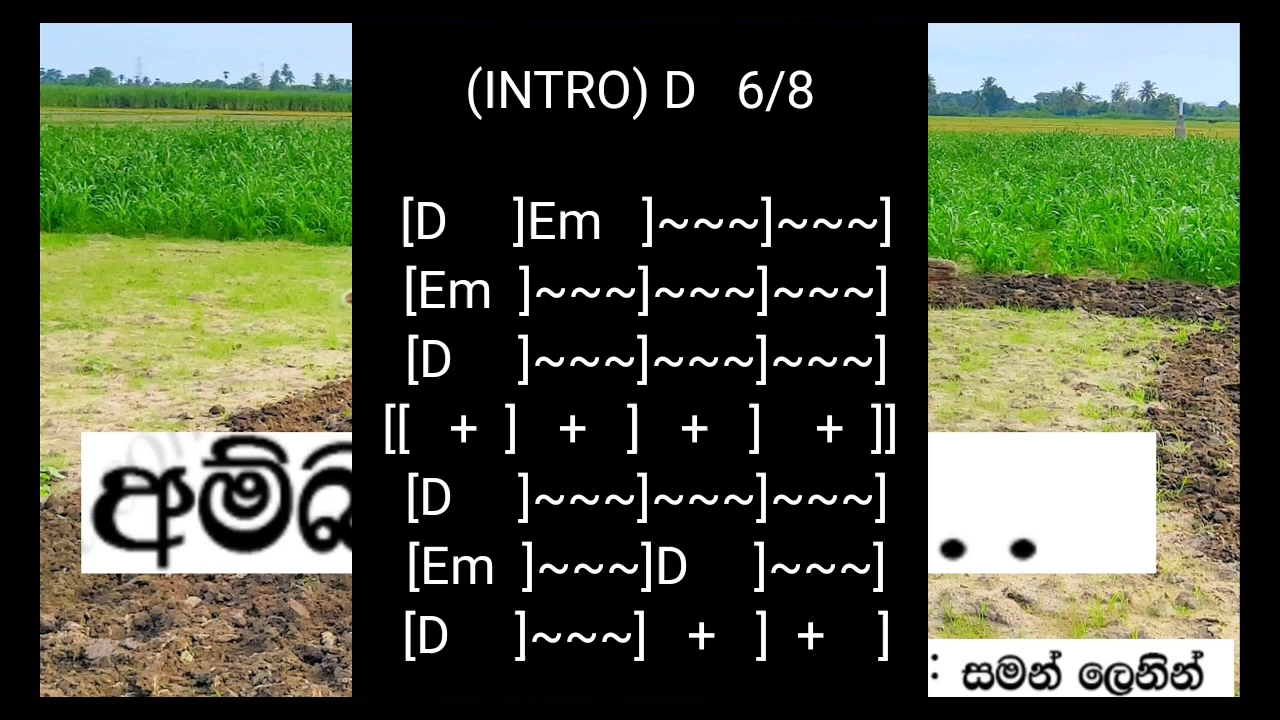 (INTRO) D 6/8
[D ]Em ]~~~]~~~]
[Em ]~~~]~~~]~~~]
[D ]~~~]~~~]~~~]
[[ + ] + ] + ] + ]]
[D ]~~~]~~~]~~~]
[Em ]~~~]D ]~~~]
[D ]~~~] + ] + ]
. .
: සමන් ලෙනින්